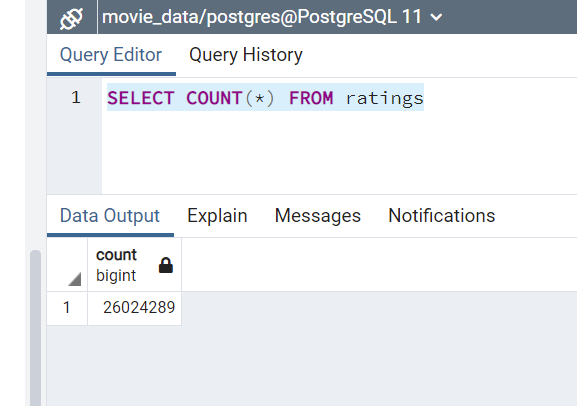 movie_data/postgres@PostgreSQL 11
Query Editor Query History
1 SELECT COUNT(*) FROM ratings
Data Output Explain Messages Notifications
count
bigint
1 26024289